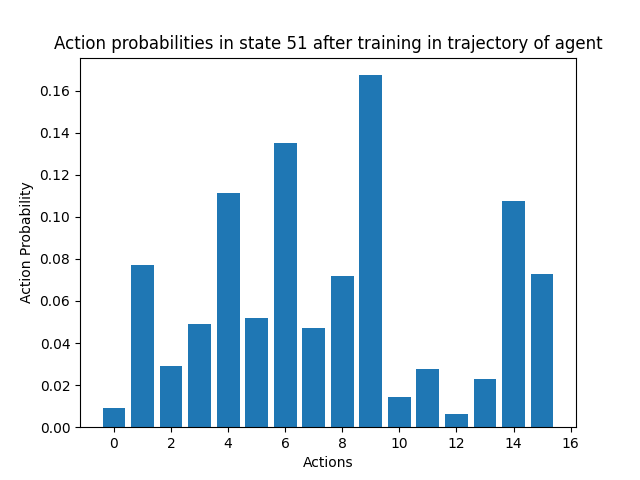 Action probabilities in state 51 after training in trajectory of agent
Action Probability
0.16
0.14
0.12
0.10
0.08
0.06
0.04
0.02
0.00
0 2 4 6 8 10 12 14 16
Actions